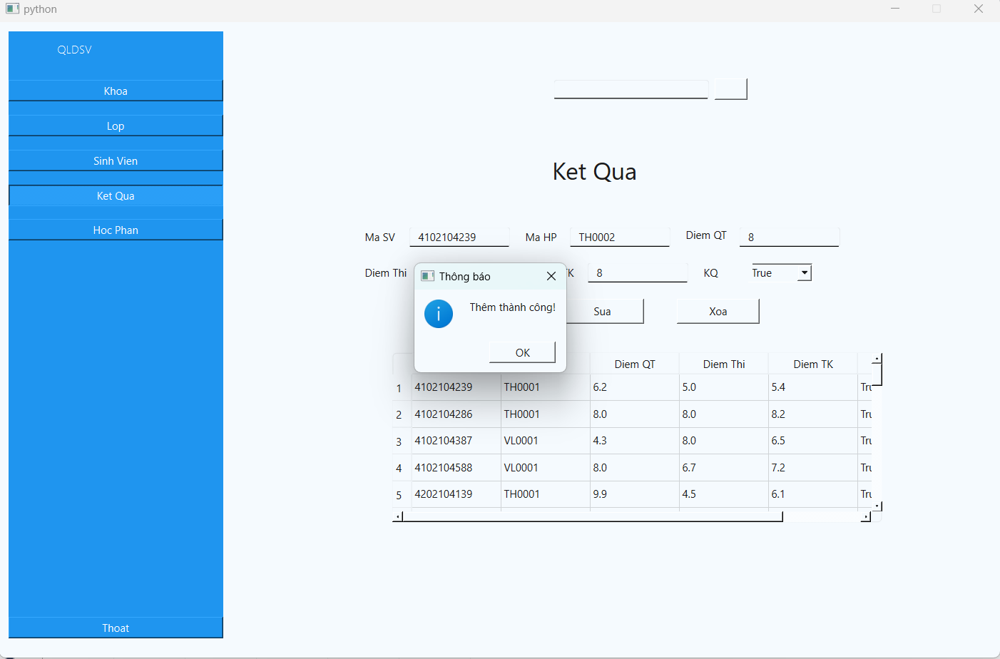 python
QLDSV
Khoa
Lop
Sinh Vien
Ket Qua
Hoc Phan
Thoat
Ket Qua
Ma SV 4102104239 Ma HP TH0002 Diem QT 8
Diem Thi TK 8 KQ True
Sua Xoa
Thông báo
Thêm thành công!
OK
Diem QT Diem Thi Diem TK
1 4102104239 TH0001 6.2 5.0 5.4 Tru
2 4102104286 TH0001 8.0 8.0 8.2 Tru
3 4102104387 VL0001 4.3 8.0 6.5 Tru
4 4102104588 VL0001 8.0 6.7 7.2 Tru
5 4202104139 TH0001 9.9 4.5 6.1 Tru